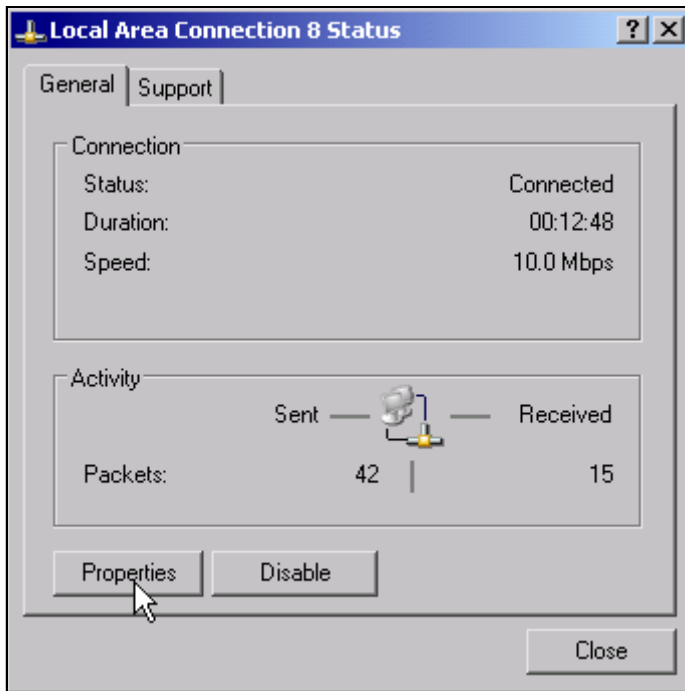 Local Area Connection 8 Status
General Support
Connection
Status: Connected
Duration: 00:12:48
Speed: 10.0 Mbps
Activity
Sent Received
Packets: 42 15
Properties Disable
Close